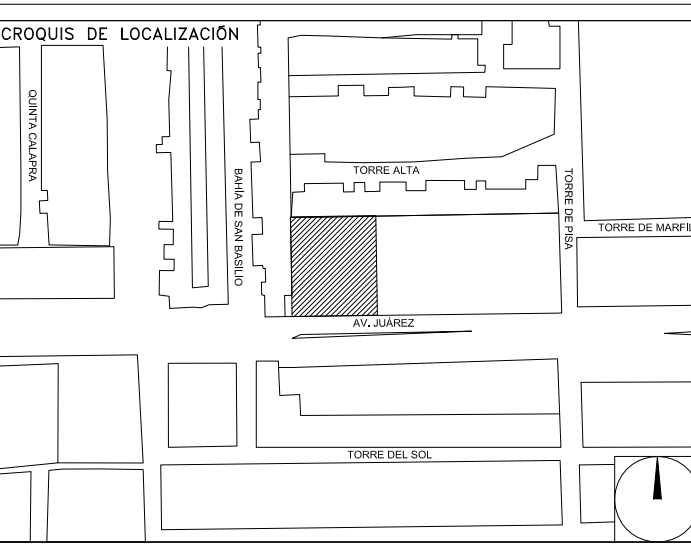 CROQUIS DE LOCALIZACIÓN
QUINTA CALAPRA
BAHÍA DE SAN BASILIO
TORRE ALTA
TORRE DE PISA
TORRE DE MARFIL
AV. JUÁREZ
TORRE DEL SOL